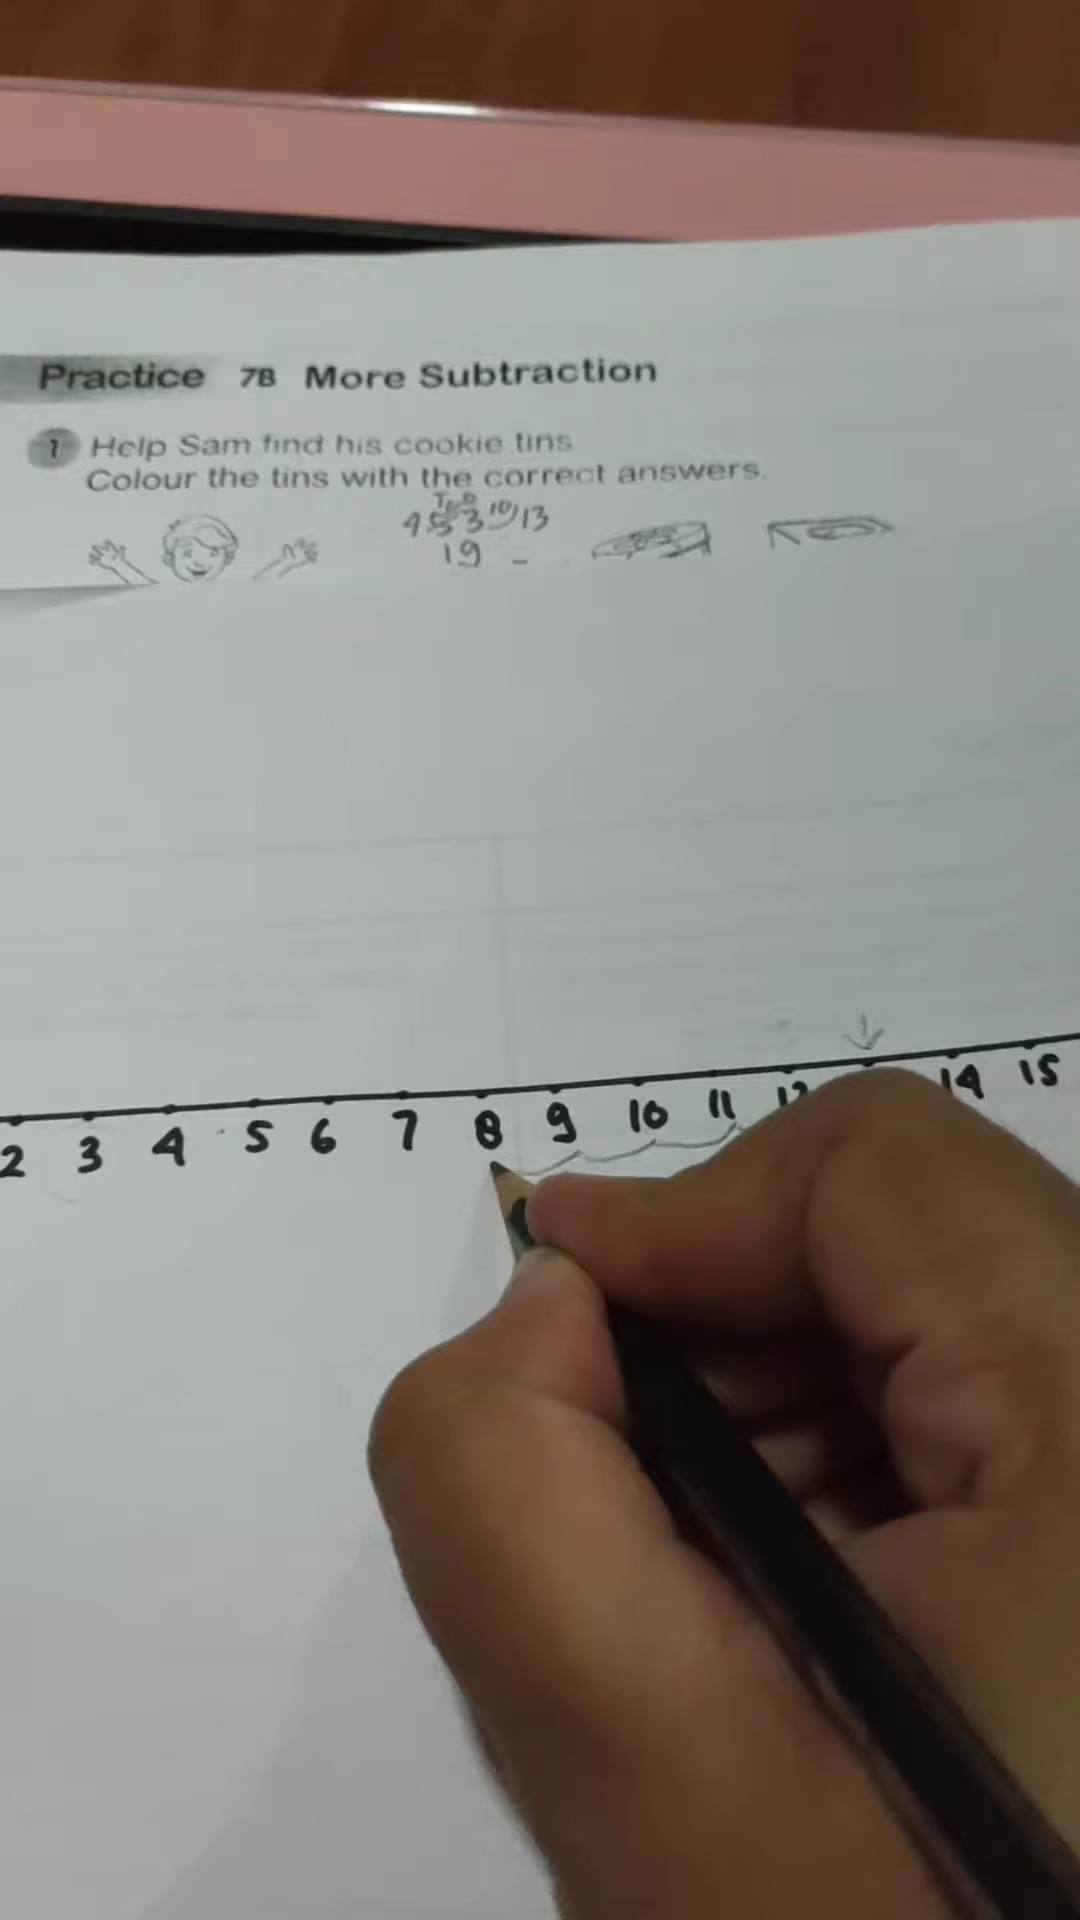 Practice 7B More Subtraction
1 Help Sam find his cookie tins
Colour the tins with the correct answers.
19 -
2 3 4 5 6 7 8 9 10 11 12 14 15